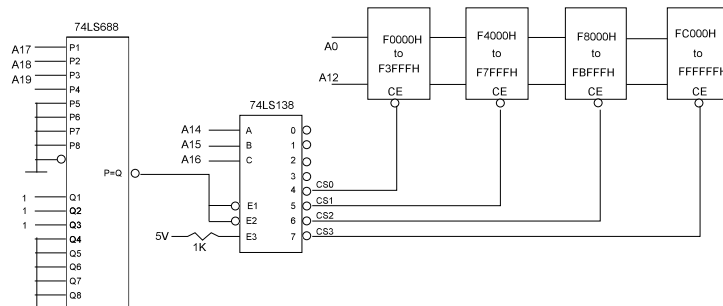 74LS688
A17
A18
A19
P1
P2
P3
P4
P5
P6
P7
P8
P=Q
1 Q1
1 Q2
1 Q3
Q4
Q5
Q6
Q7
Q8
74LS138
A14
A15
A16
A
B
C
E1
E2
E3
5V
1K
0
1
2
3
4
5
6
7
CS0
CS1
CS2
CS3
A0
A12
F0000H
to
F3FFFH
CE
F4000H
to
F7FFFH
CE
F8000H
to
FBFFFH
CE
FC000H
to
FFFFFFH
CE